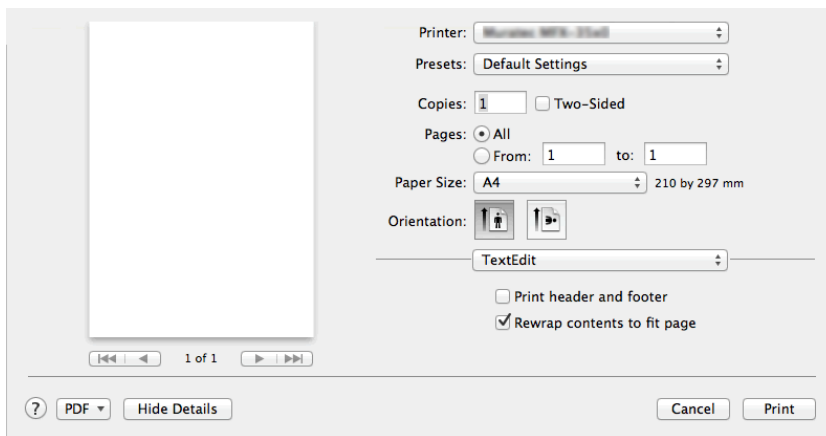 Printer:
Presets: Default Settings
Copies: 1 Two-Sided
Pages: All
From: 1 to: 1
Paper Size: A4 210 by 297 mm
Orientation:
TextEdit
Print header and footer
Rewrap contents to fit page
1 of 1
? PDF Hide Details Cancel Print